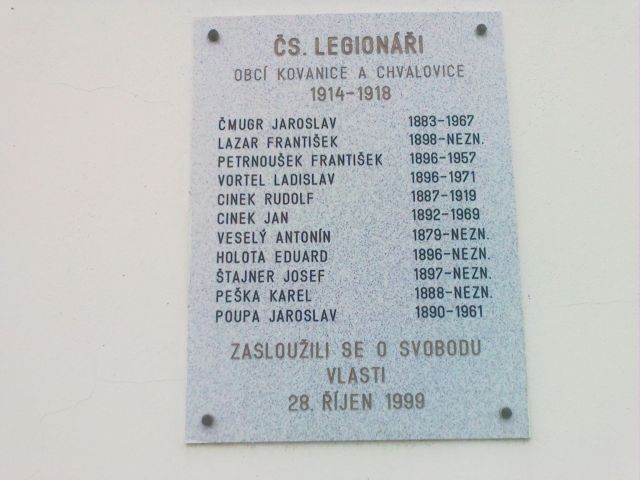 ČS. LEGIONÁŘI
OBCÍ KOVANICE A CHVALOVICE
1914-1918
ČMUGR JAROSLAV 1883-1967
LAZAR FRANTIŠEK 1898-NEZN.
PETRNOUŠEK FRANTIŠEK 1896-1957
VORTEL LADISLAV 1896-1971
CINEK RUDOLF 1887-1919
CINEK JAN 1892-1969
VESELÝ ANTONÍN 1879-NEZN.
HOLOTA EDUARD 1896-NEZN.
ŠTAJNER JOSEF 1897-NEZN.
PEŠKA KAREL 1888-NEZN.
POUPA JAROSLAV 1890-1961
ZASLOUŽILI SE O SVOBODU
VLASTI
28. ŘÍJEN 1999